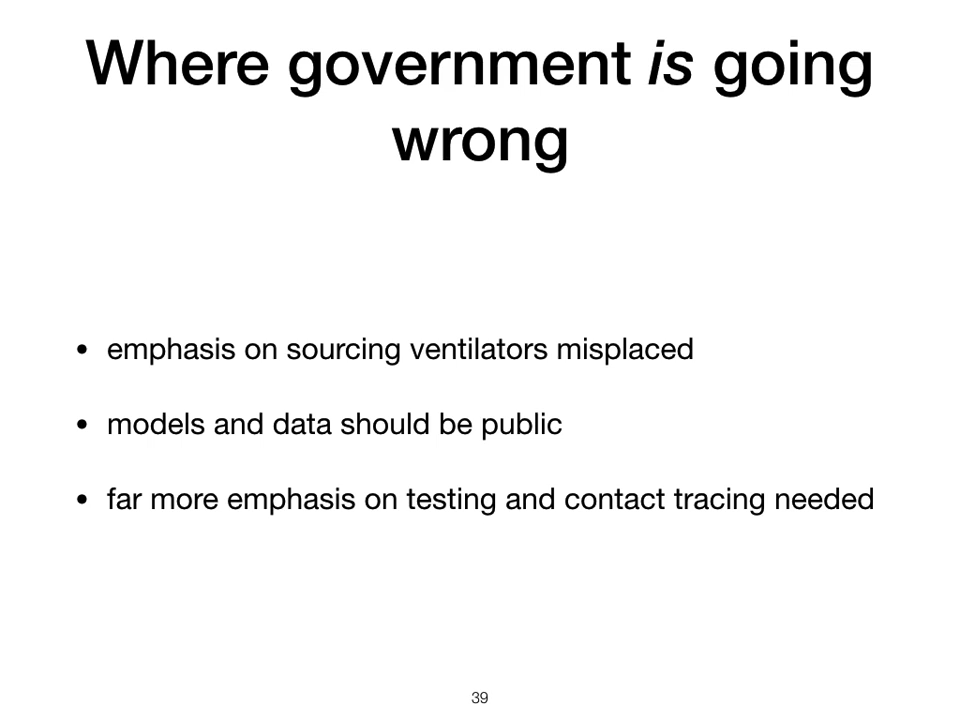 Where government is going
wrong
• emphasis on sourcing ventilators misplaced
• models and data should be public
• far more emphasis on testing and contact tracing needed
39